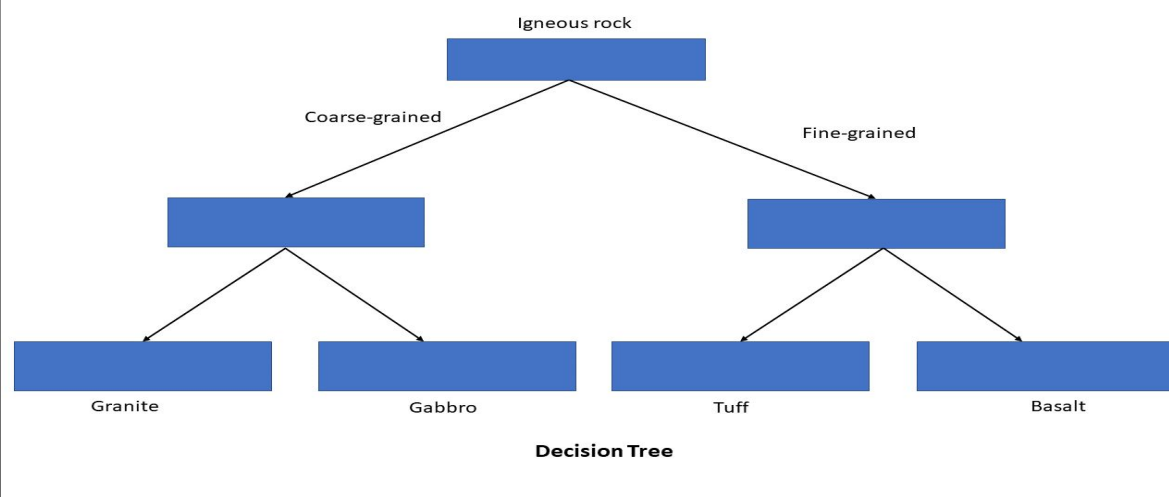 Igneous rock
Coarse-grained
Fine-grained
Granite
Gabbro
Tuff
Basalt
Decision Tree